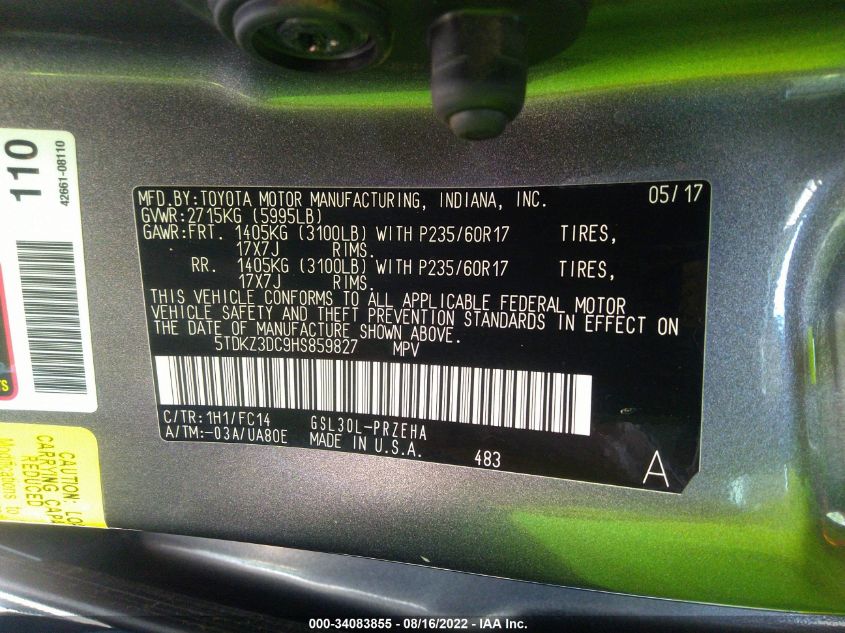 MFD.BY:TOYOTA MOTOR MANUFACTURING, INDIANA, INC. 05/17
GVWR:2715KG (5995LB)
GAWR:FRT. 1405KG (3100LB) WITH P235/60R17 TIRES,
17X7J RIMS.
RR. 1405KG (3100LB) WITH P235/60R17 TIRES,
17X7J RIMS.
THIS VEHICLE CONFORMS TO ALL APPLICABLE FEDERAL MOTOR
VEHICLE SAFETY AND THEFT PREVENTION STANDARDS IN EFFECT ON
THE DATE OF MANUFACTURE SHOWN ABOVE.
5TDKZ3DC9HS859827 MPV
C/TR:1H1/FC14 GSL30L-PRZEHA
A/TM:-03A/UA80E MADE IN U.S.A. 483 A
110
42661-08110
CAUTION: LO
CARRYING CAPA
REDUCED
Modifications to
000-34083855 - 08/16/2022 - IAA Inc.